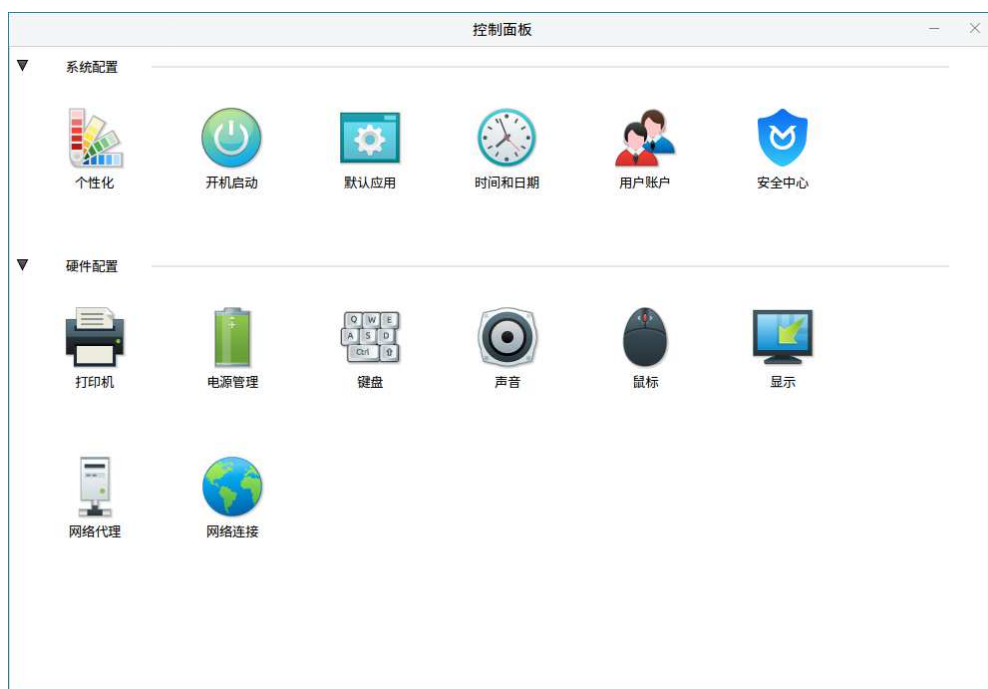 控制面板
系统配置
个性化 开机启动 默认应用 时间和日期 用户账户 安全中心
硬件配置
Q W E
A S D
Ctrl
打印机 电源管理 键盘 声音 鼠标 显示
网络代理 网络连接